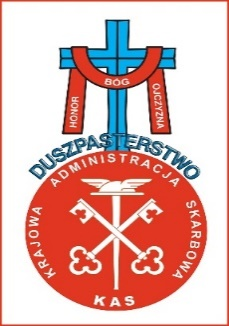 HONOR
BÓG
OJCZYZNA
DUSZPASTERSTWO
KRAJOWA ADMINISTRACJA SKARBOWA
KAS